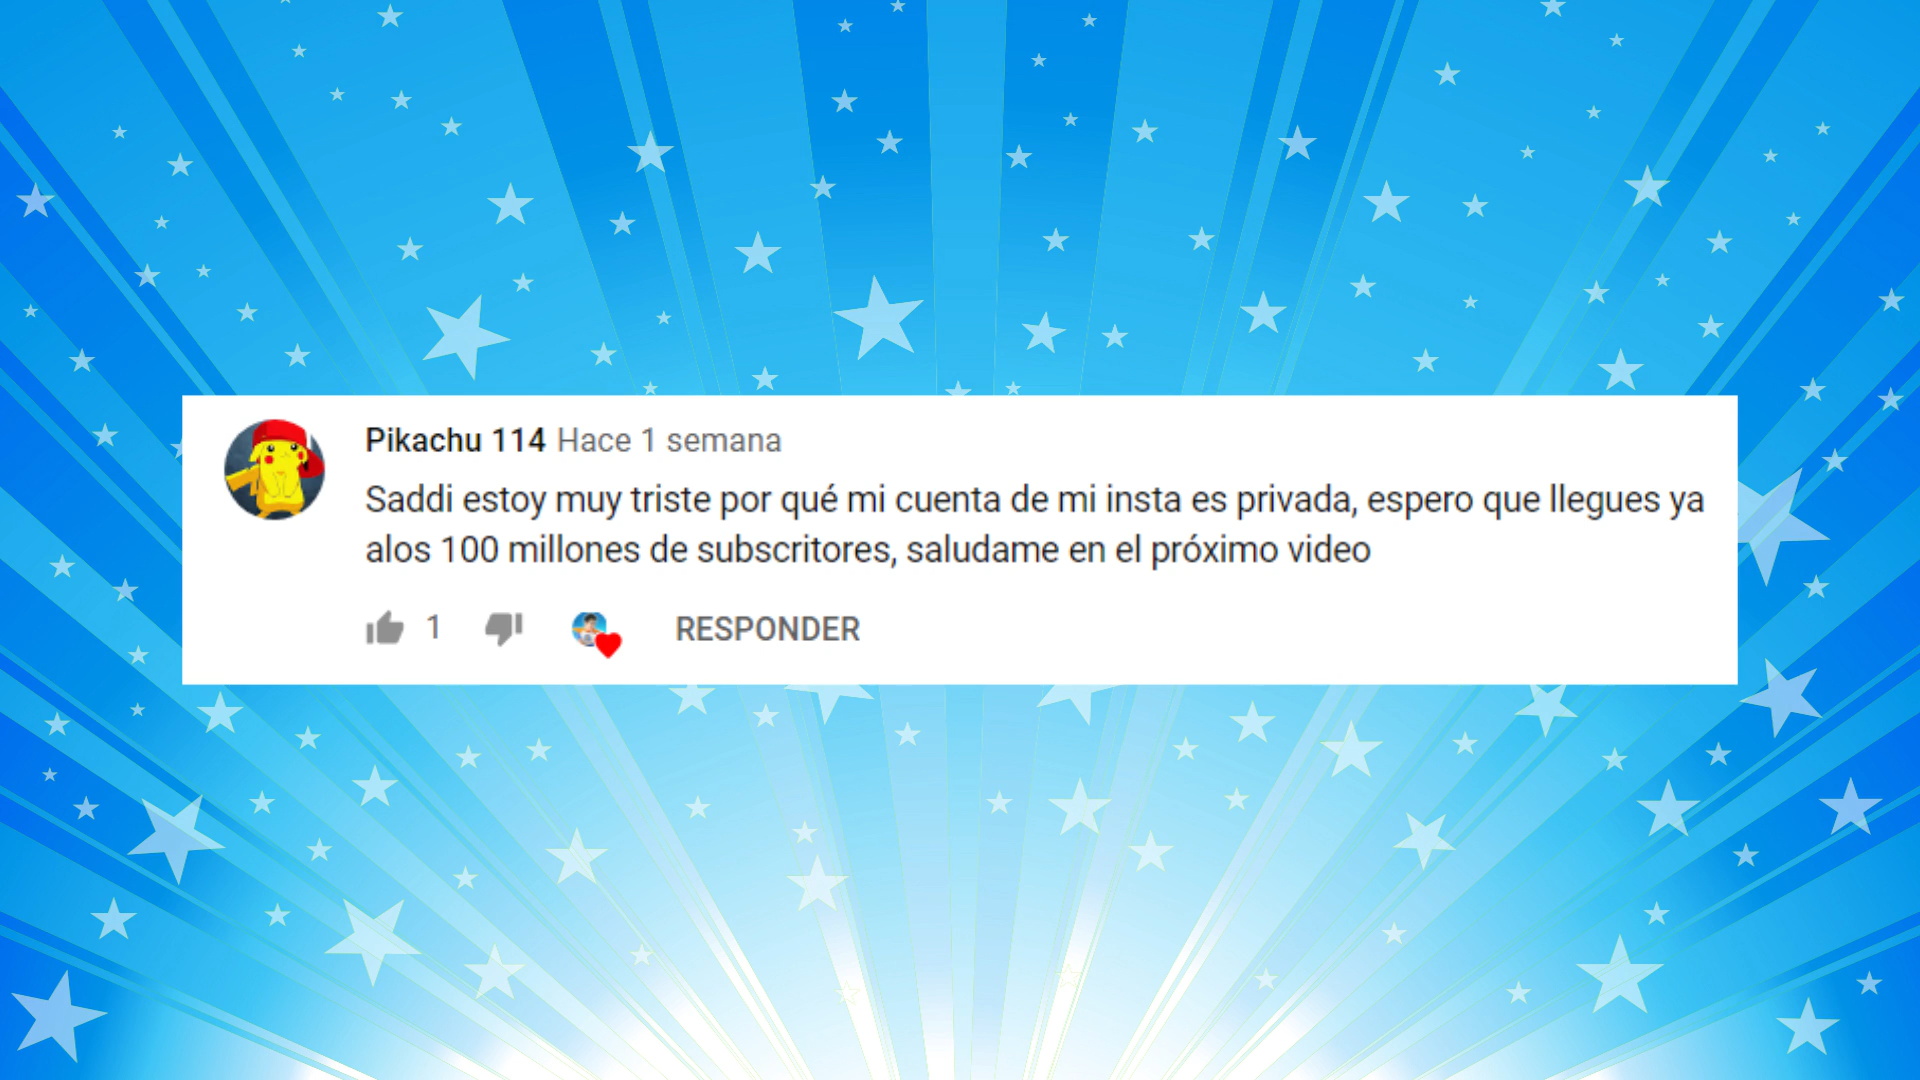 Pikachu 114 Hace 1 semana
Saddi estoy muy triste por qué mi cuenta de mi insta es privada, espero que llegues ya
alos 100 millones de subscritores, saludame en el próximo video
1 RESPONDER